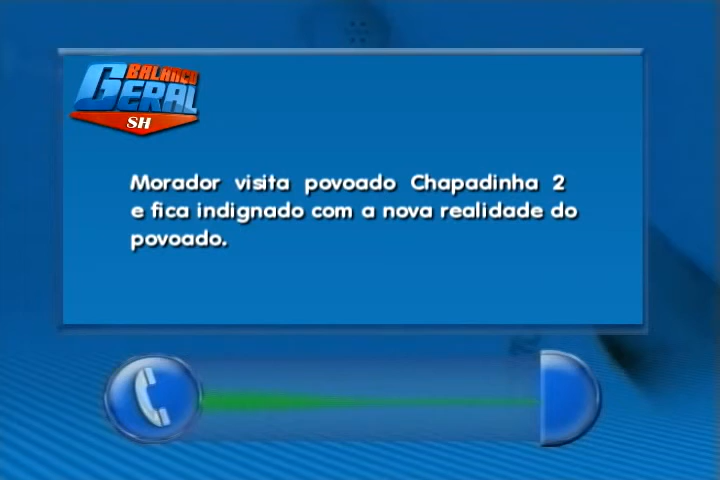 BALANÇO
GERAL
SH
Morador visita povoado Chapadinha 2
e fica indignado com a nova realidade do
povoado.